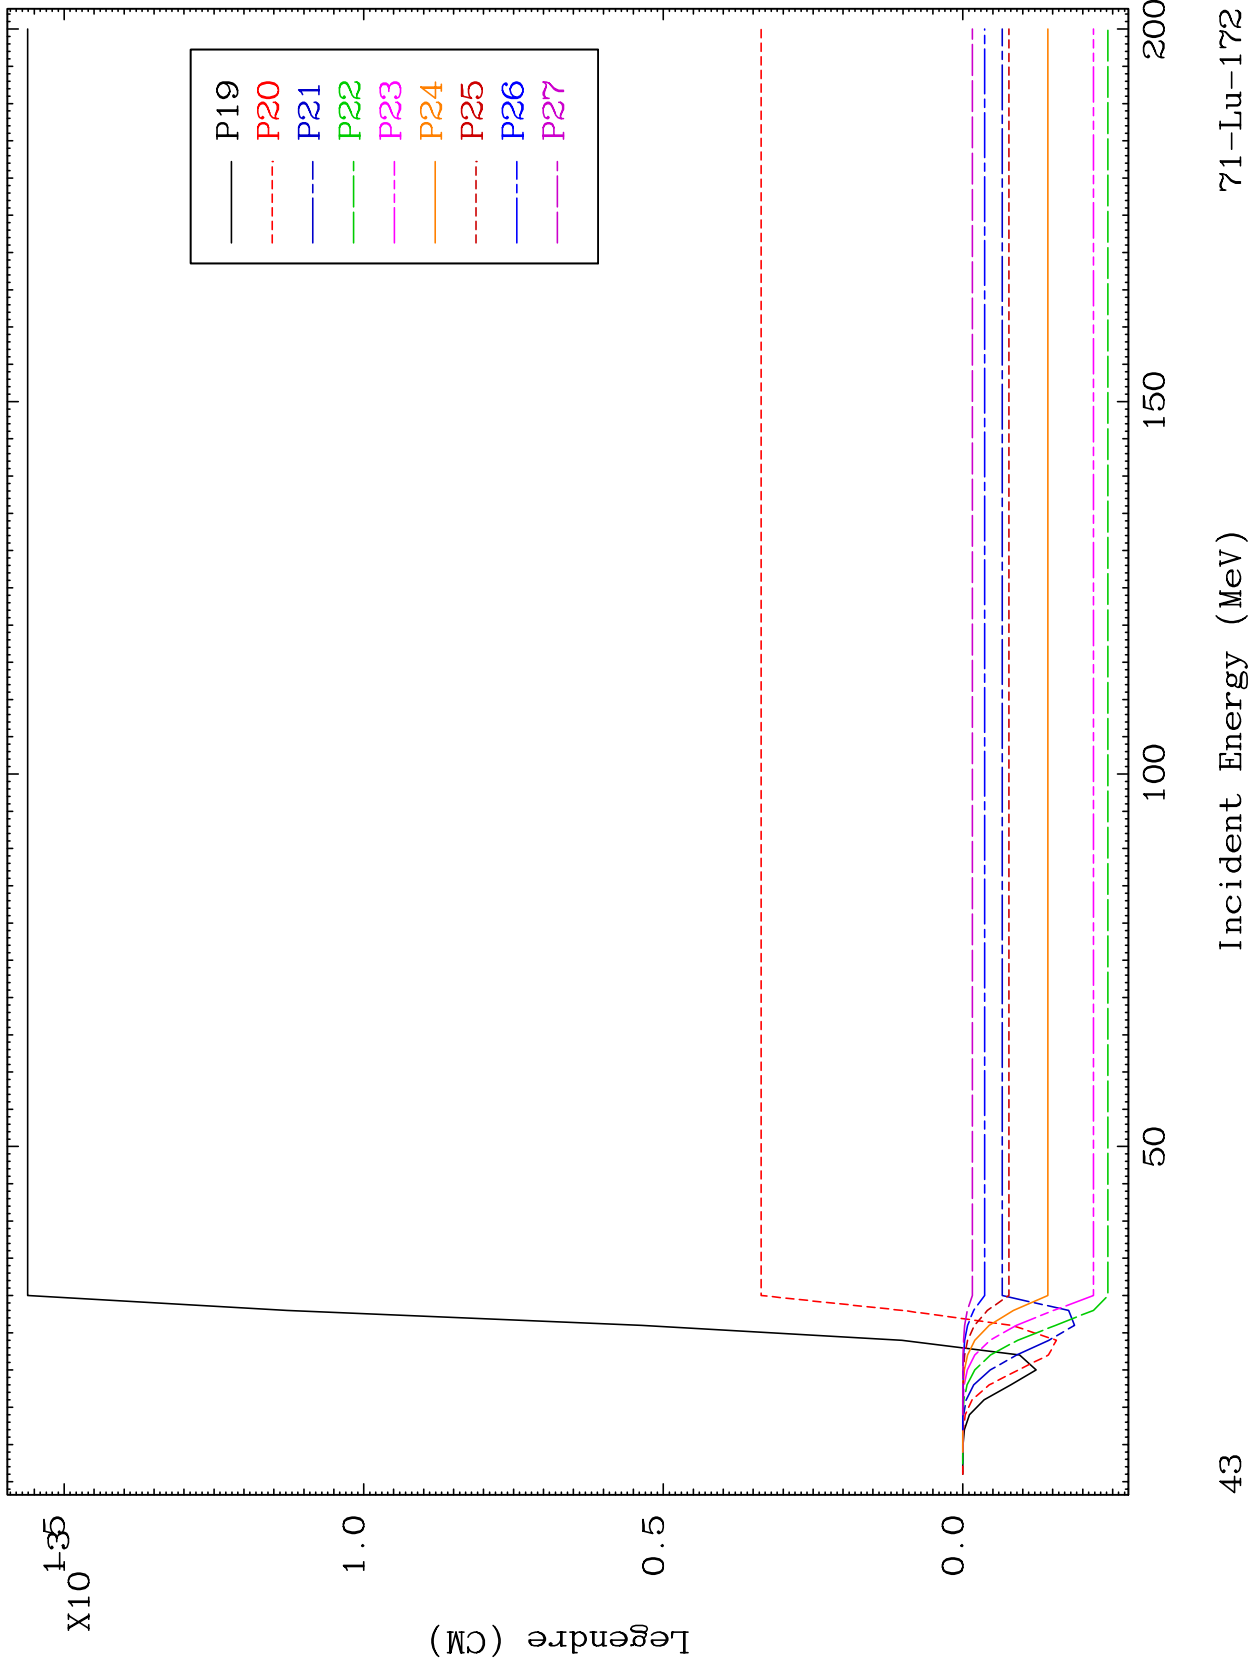 Legendre (CM)
X10
-3
1.5
1.0
0.5
0.0
50
100
150
200
Incident Energy (MeV)
P19
P20
P21
P22
P23
P24
P25
P26
P27
43
71-Lu-172